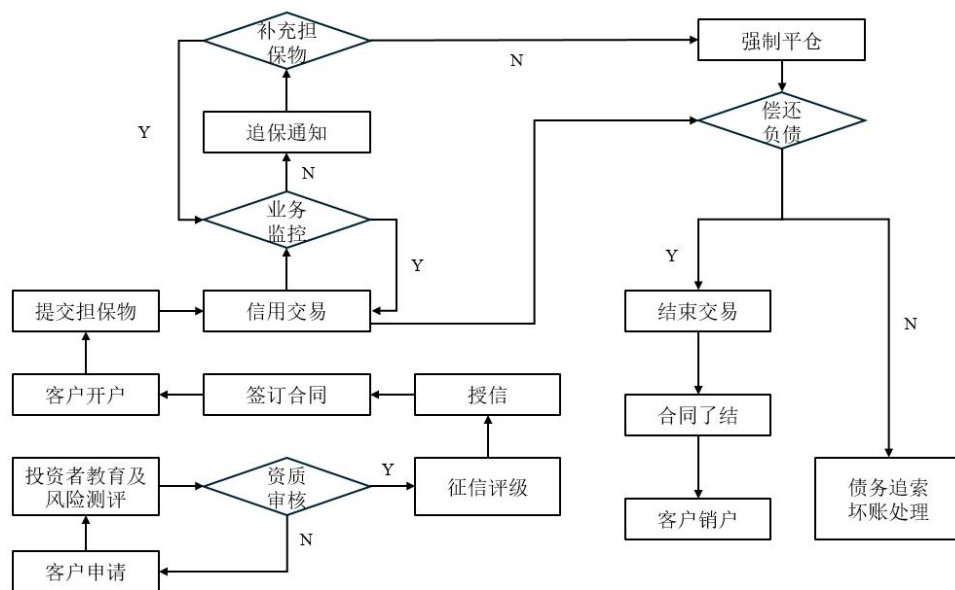 补充担
保物
N
强制平仓
偿还
负债
Y
追保通知
N
业务
监控
Y
Y
提交担保物
信用交易
结束交易
N
客户开户
签订合同
授信
合同了结
投资者教育及
风险测评
资质
审核
Y
征信评级
债务追索
坏账处理
客户销户
N
客户申请